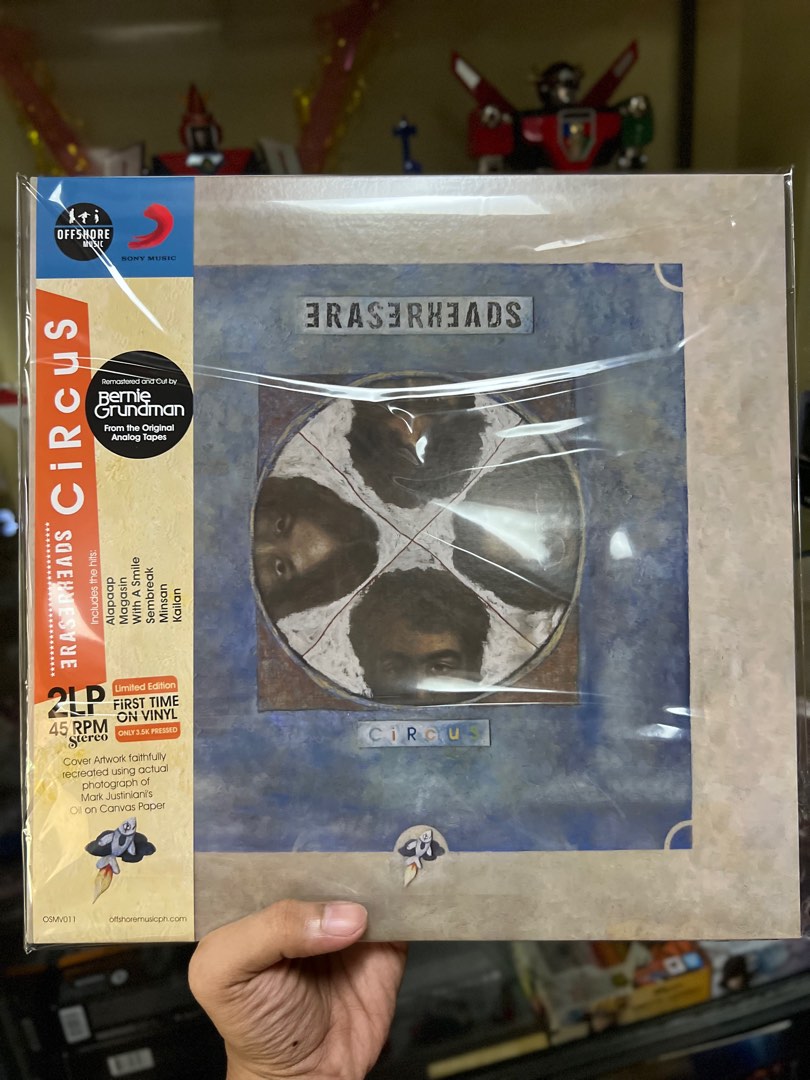 OFFSHORE
MUSIC
SONY MUSIC
ERASERHEADS CiRcuS
Remastered and Cut by
Bernie
Grundman
From the Original
Analog Tapes
Includes the hits:
Alapaap
Magasin
With A Smile
Sembreak
Minsan
Kailan
2LP
45 RPM
Stereo
Limited Edition
FiRST TiME
ON VINYL
ONLY 3.5K PRESSED
Cover Artwork faithfully
recreated using actual
photograph of
Mark Justiniani's
Oil on Canvas Paper
OSMV011
offshoremusicph.com
ERASERHEADS
CiRcuS